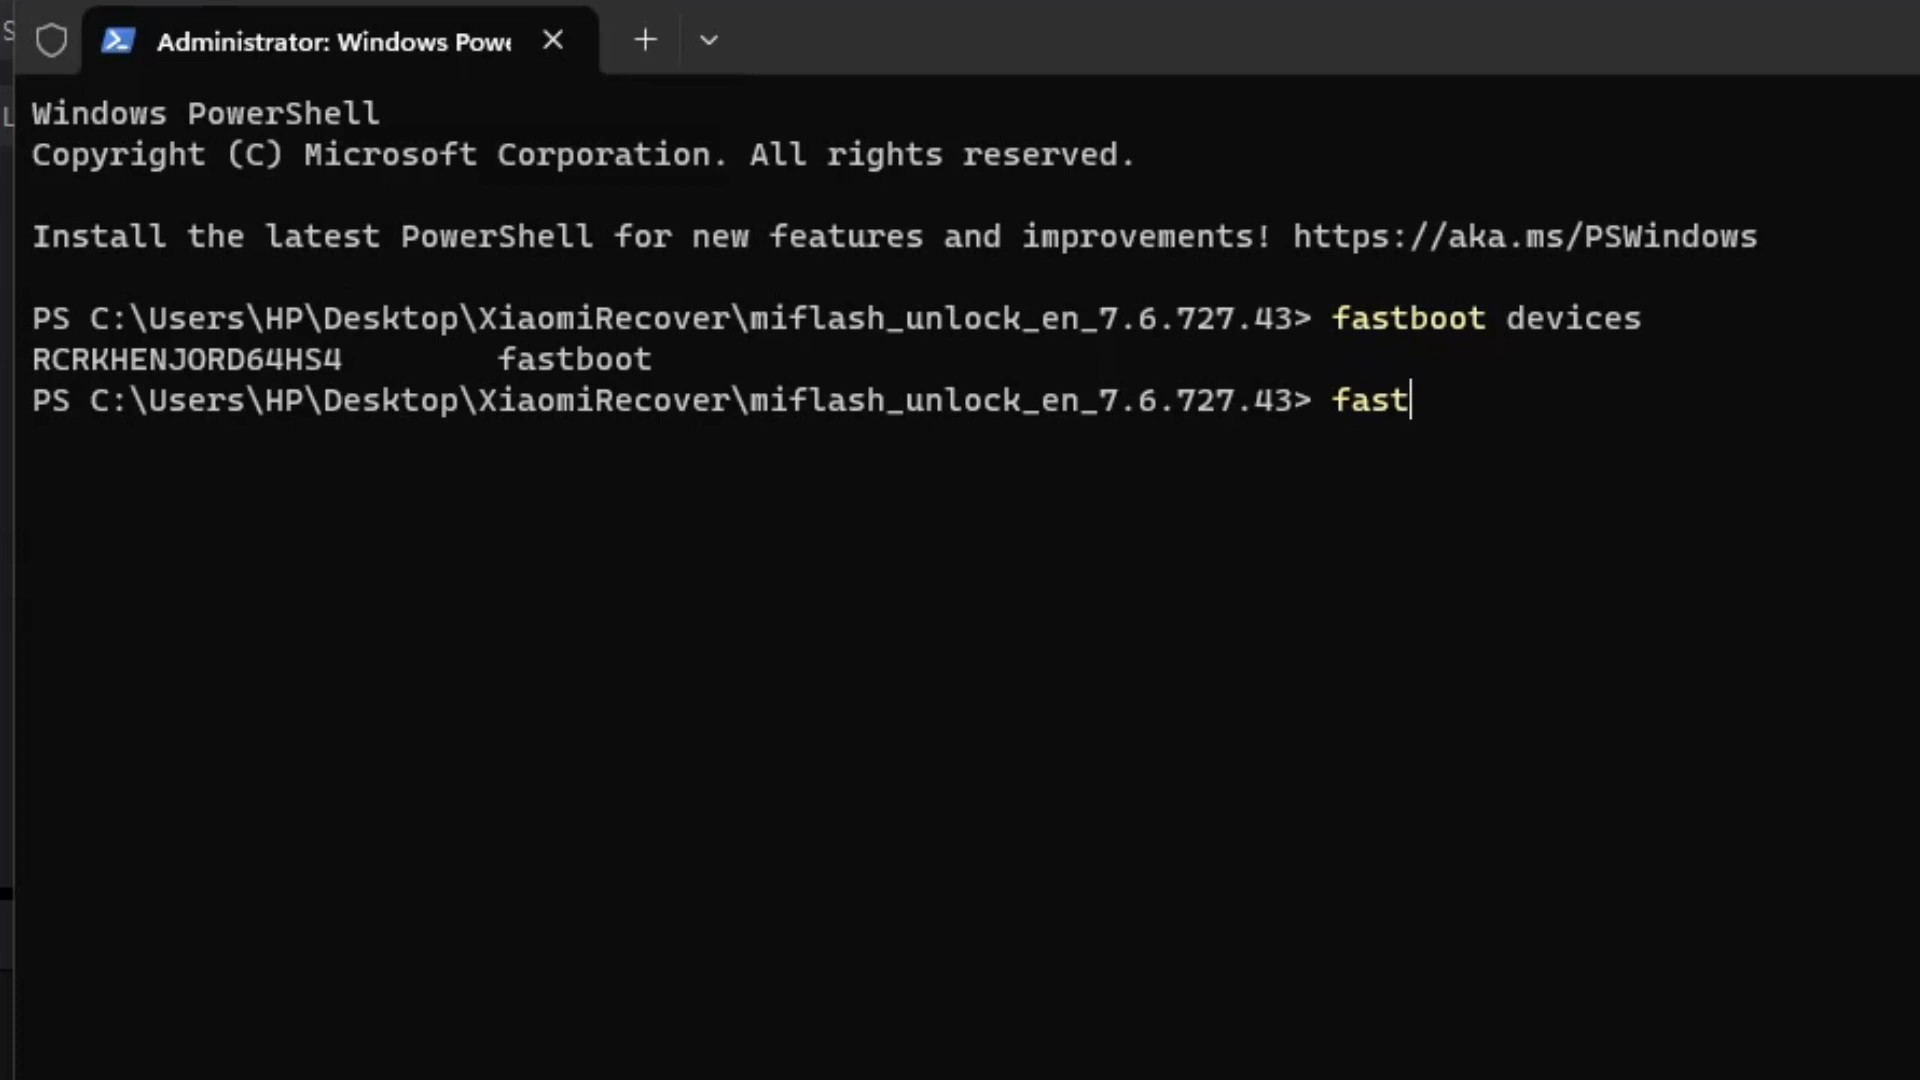 Administrator: Windows Powe
Windows PowerShell
Copyright (C) Microsoft Corporation. All rights reserved.
Install the latest PowerShell for new features and improvements! https://aka.ms/PSWindows
PS C:\Users\HP\Desktop\XiaomiRecover\miflash_unlock_en_7.6.727.43> fastboot devices
RCRKHENJORD64HS4        fastboot
PS C:\Users\HP\Desktop\XiaomiRecover\miflash_unlock_en_7.6.727.43> fast